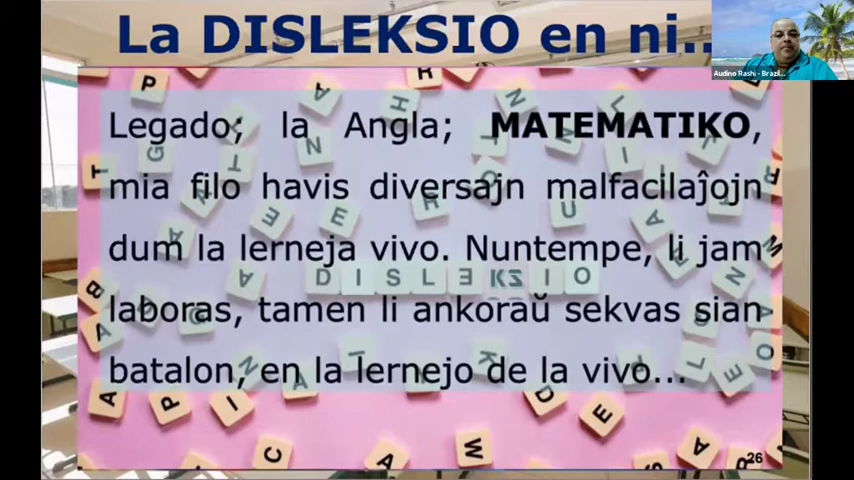 La DISLEKSIO en ni..
Audino Rashi - Brazil...
Legado; la Angla; MATEMATIKO,
mia filo havis diversajn malfacilaĵojn
dum la lerneja vivo. Nuntempe, li jam
DISLEKSIO
laboras, tamen li ankoraŭ sekvas sian
batalon, en la lernejo de la vivo...
26